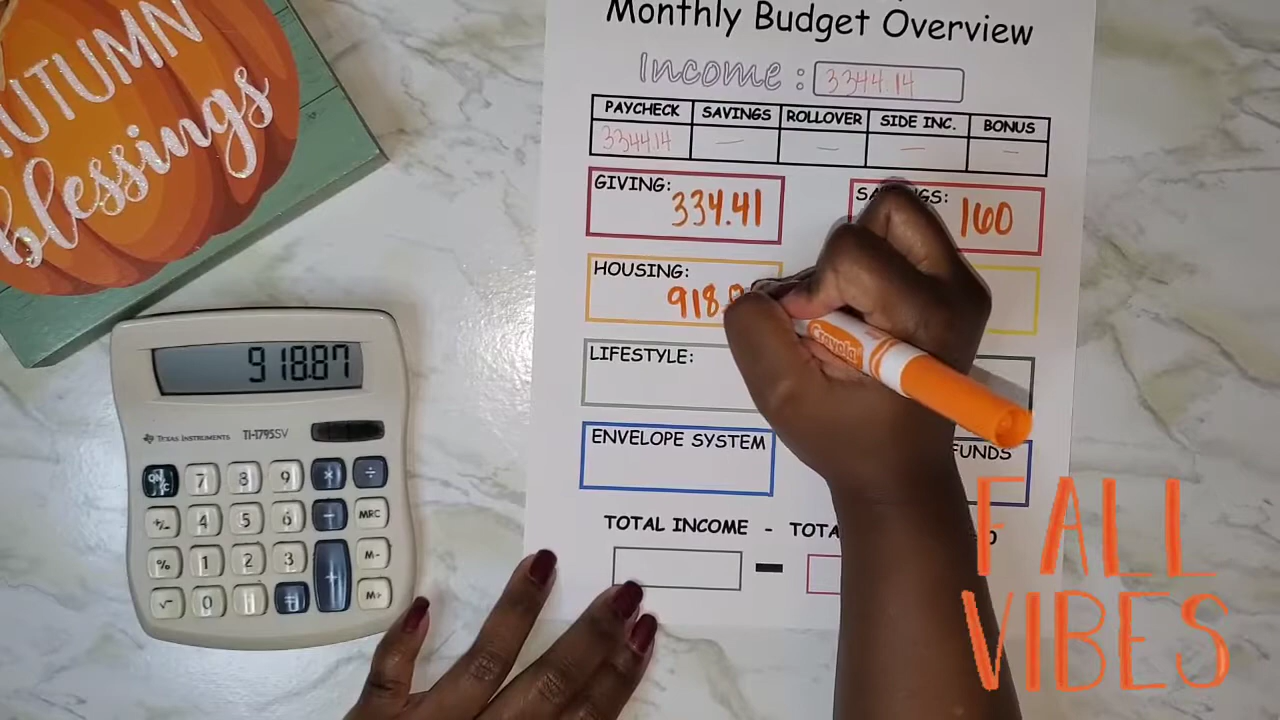 AUTUMN
blessings
Monthly Budget Overview
Income: 3344.14
PAYCHECK SAVINGS ROLLOVER SIDE INC. BONUS
3344.14 — — — —
GIVING: 334.41
160
HOUSING: 918.
LIFESTYLE:
ENVELOPE SYSTEM
FUNDS
TOTAL INCOME -
918.87
TEXAS INSTRUMENTS TI-1795SV
ON/C 7 8 9 × ÷
+/- 4 5 6 − MRC
% 1 2 3 + M-
√ 0 . = M+
Crayola
FALL
VIBES